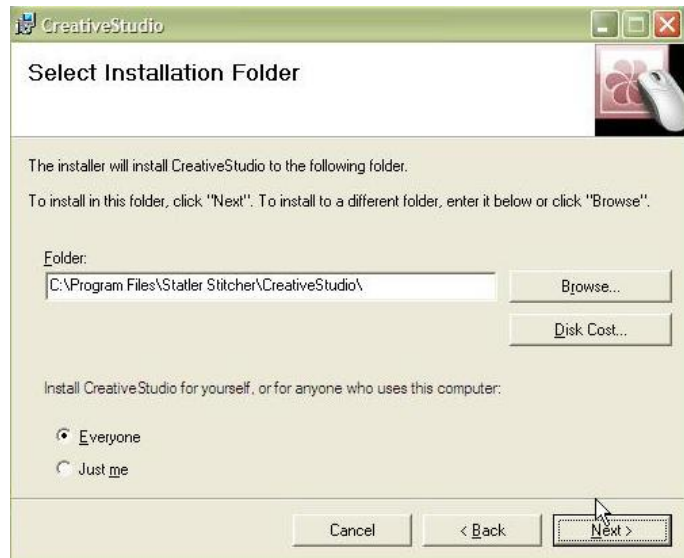 CreativeStudio
Select Installation Folder
The installer will install CreativeStudio to the following folder.
To install in this folder, click "Next". To install to a different folder, enter it below or click "Browse".
Folder:
C:\Program Files\Statler Stitcher\CreativeStudio\
Browse...
Disk Cost...
Install CreativeStudio for yourself, or for anyone who uses this computer:
Everyone
Just me
Cancel
< Back
Next >